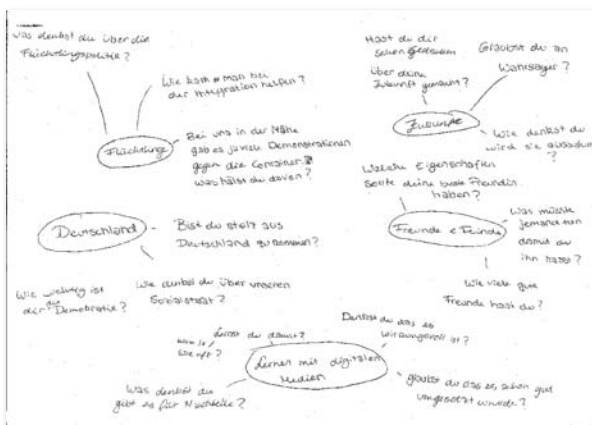 Was denkst du über die
Flüchtlingspolitik?
Wie kann man bei
der Integration helfen?
Flüchtlinge
Bei uns in der Nähe
gab es ja viele Demonstrationen
gegen die Container
was hälst du davon?
Hast du dir
schon Gedanken
über deine
Zukunft gemacht?
Glaubst du an
Wahrsager?
Zukunft
Wie denkst du
wird sie aussehen
?
Deutschland
Bist du stolz aus
Deutschland zu kommen?
Wie wichtig ist
dir die Demokratie?
Wie denkst du über unseren
Sozialstaat?
Welche Eigenschaften
sollte deine beste Freundin
haben?
Freunde & Feinde
Was müsste
jemand tun
damit du
ihn hasst?
Wie viele gute
Freunde hast du?
Lernst du damit?
wie oft?
Denkst du das es
wirkungsvoll ist?
Lernen mit digitalen
Medien
Was denkst du
gibt es für Nachteile?
glaubst du das es schon gut
umgesetzt wurde?